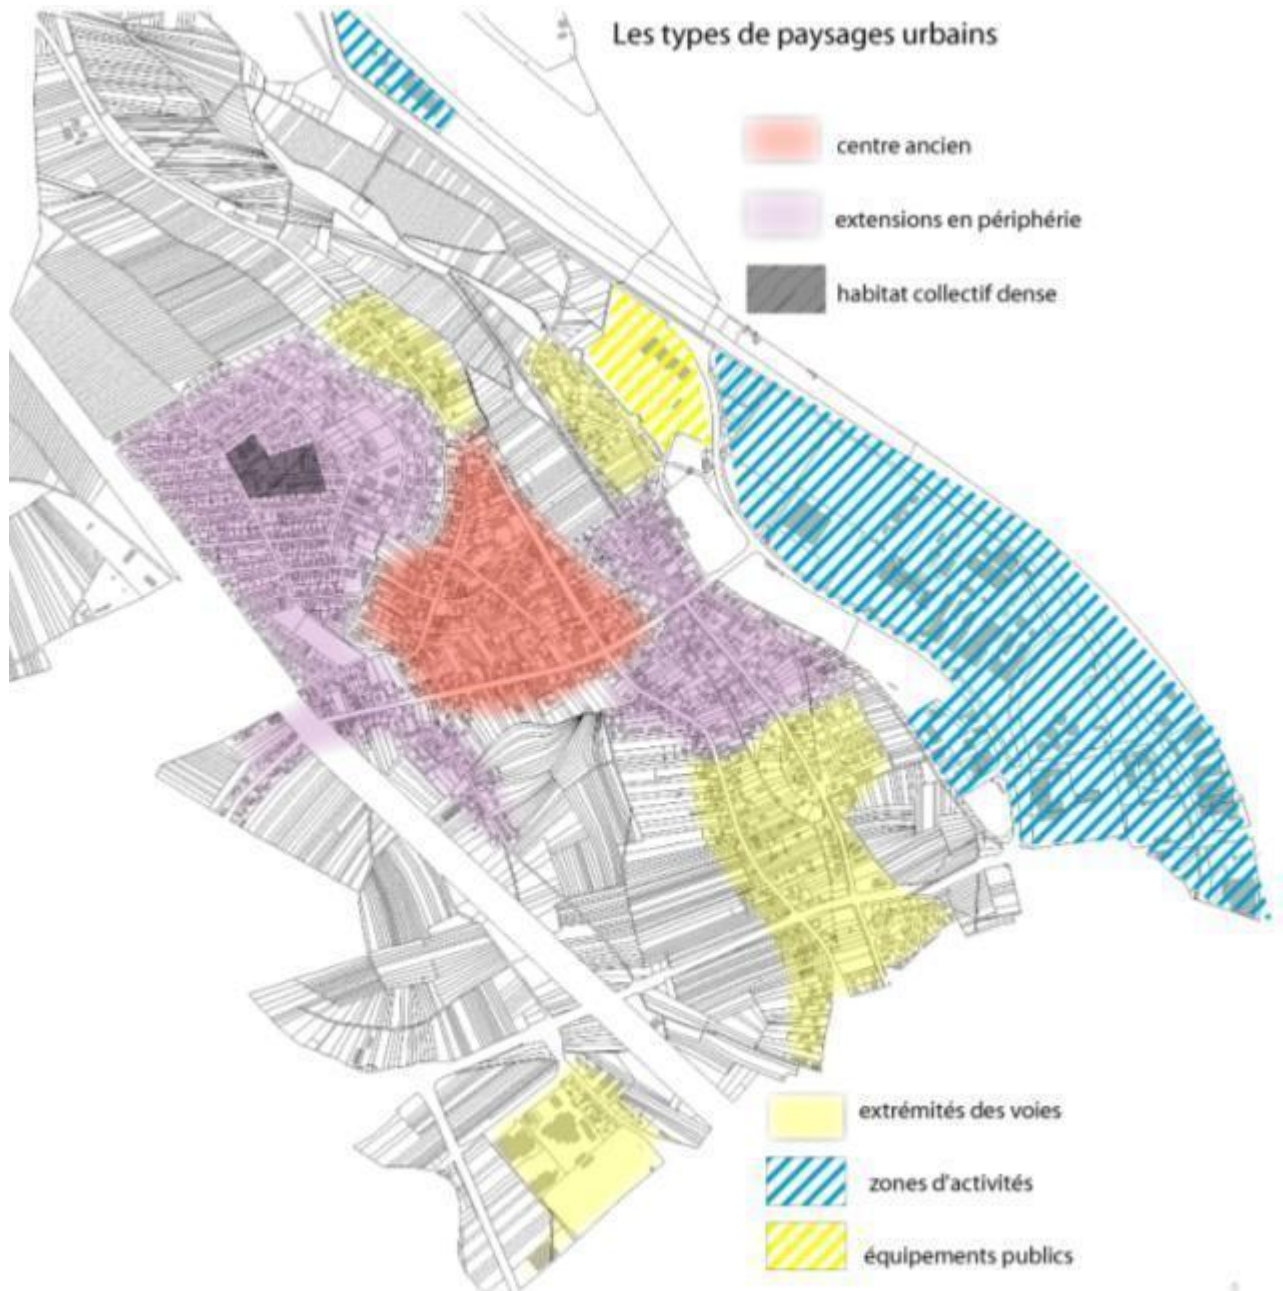 Les types de paysages urbains
centre ancien
extensions en périphérie
habitat collectif dense
extrémités des voies
zones d'activités
équipements publics